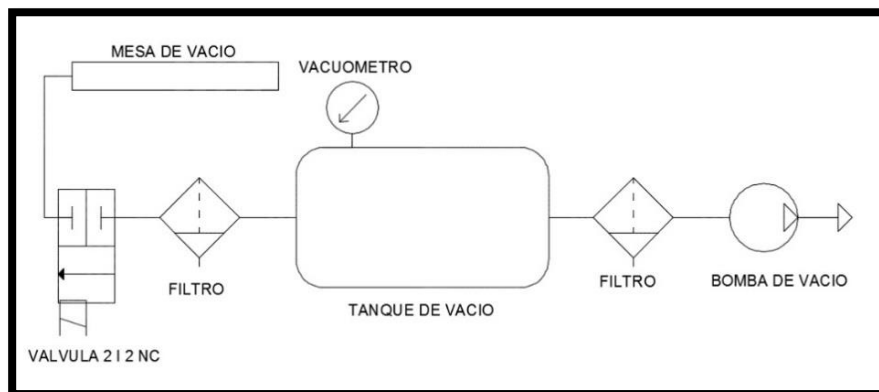 MESA DE VACIO
VACUOMETRO
FILTRO
TANQUE DE VACIO
FILTRO
BOMBA DE VACIO
VALVULA 2 I 2 NC